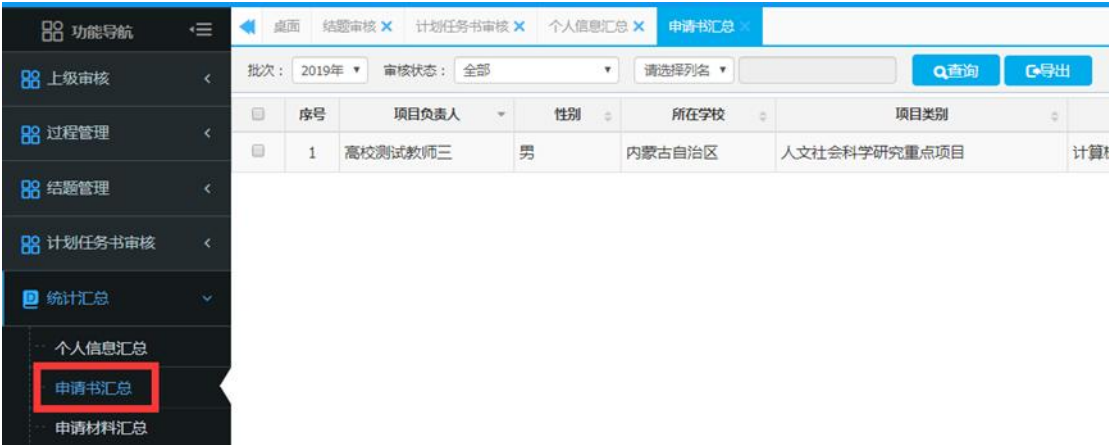 功能导航
上级审核
过程管理
结题管理
计划任务书审核
统计汇总
个人信息汇总
申请书汇总
申请材料汇总
桌面 结题审核 计划任务书审核 个人信息汇总 申请书汇总
批次： 2019年 审核状态： 全部 请选择列名 查询 导出
序号 项目负责人 性别 所在学校 项目类别
1 高校测试教师三 男 内蒙古自治区 人文社会科学研究重点项目 计算